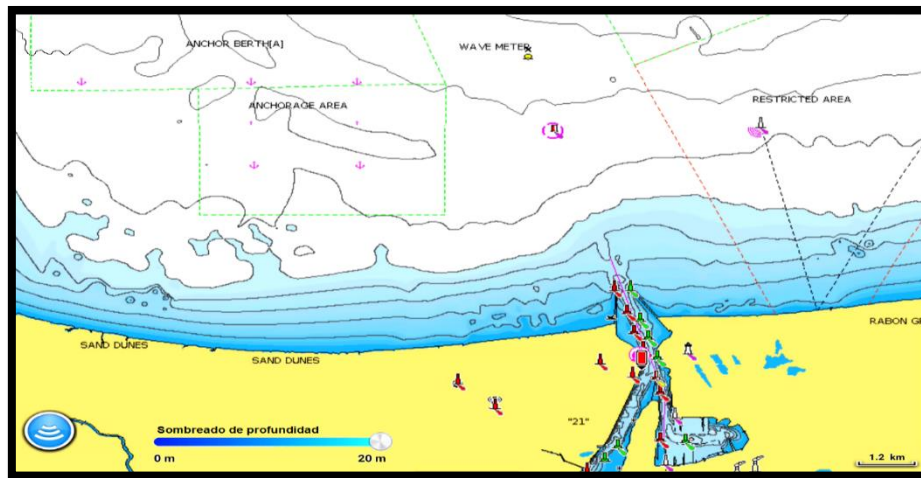 ANCHOR BERTH[A]
WAVE METER
ANCHORAGE AREA
RESTRICTED AREA
RABON G
SAND DUNES
SAND DUNES
"21"
Sombreado de profundidad
0 m 20 m
1.2 km